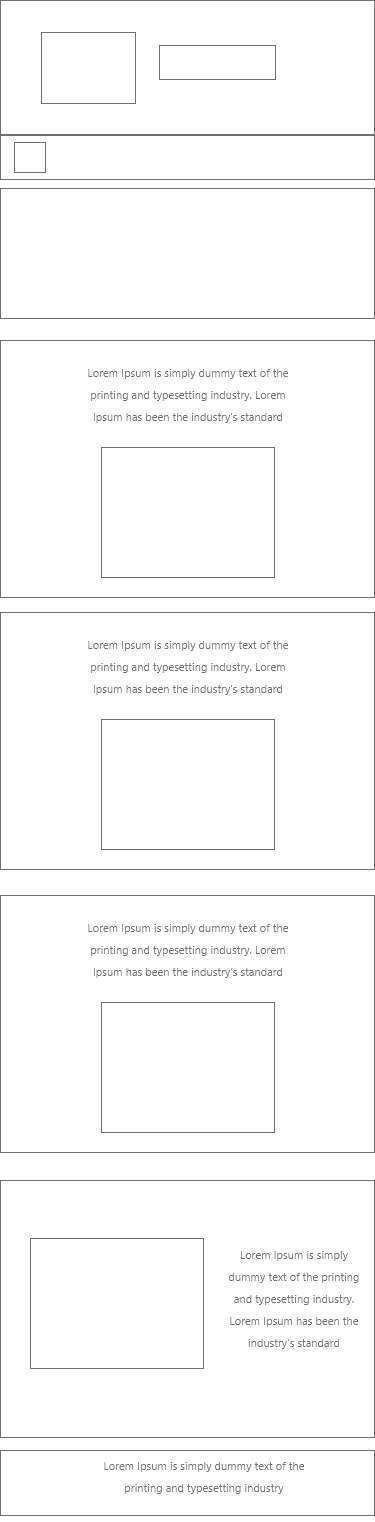 Lorem Ipsum is simply dummy text of the
printing and typesetting industry. Lorem
Ipsum has been the industry's standard
Lorem Ipsum is simply dummy text of the
printing and typesetting industry. Lorem
Ipsum has been the industry's standard
Lorem Ipsum is simply dummy text of the
printing and typesetting industry. Lorem
Ipsum has been the industry's standard
Lorem Ipsum is simply
dummy text of the printing
and typesetting industry.
Lorem Ipsum has been the
industry's standard
Lorem Ipsum is simply dummy text of the
printing and typesetting industry